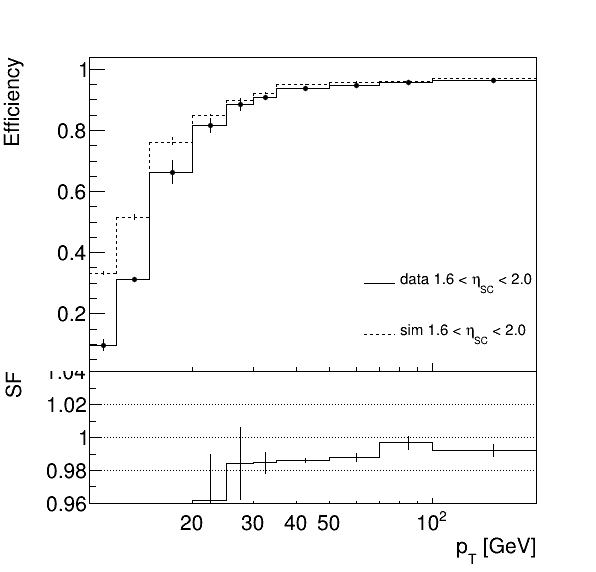 Efficiency
1
0.8
0.6
0.4
0.2
data 1.6 < η_SC < 2.0
sim 1.6 < η_SC < 2.0
SF
1.04
1.02
1
0.98
0.96
20 30 40 50 10²
p_T [GeV]